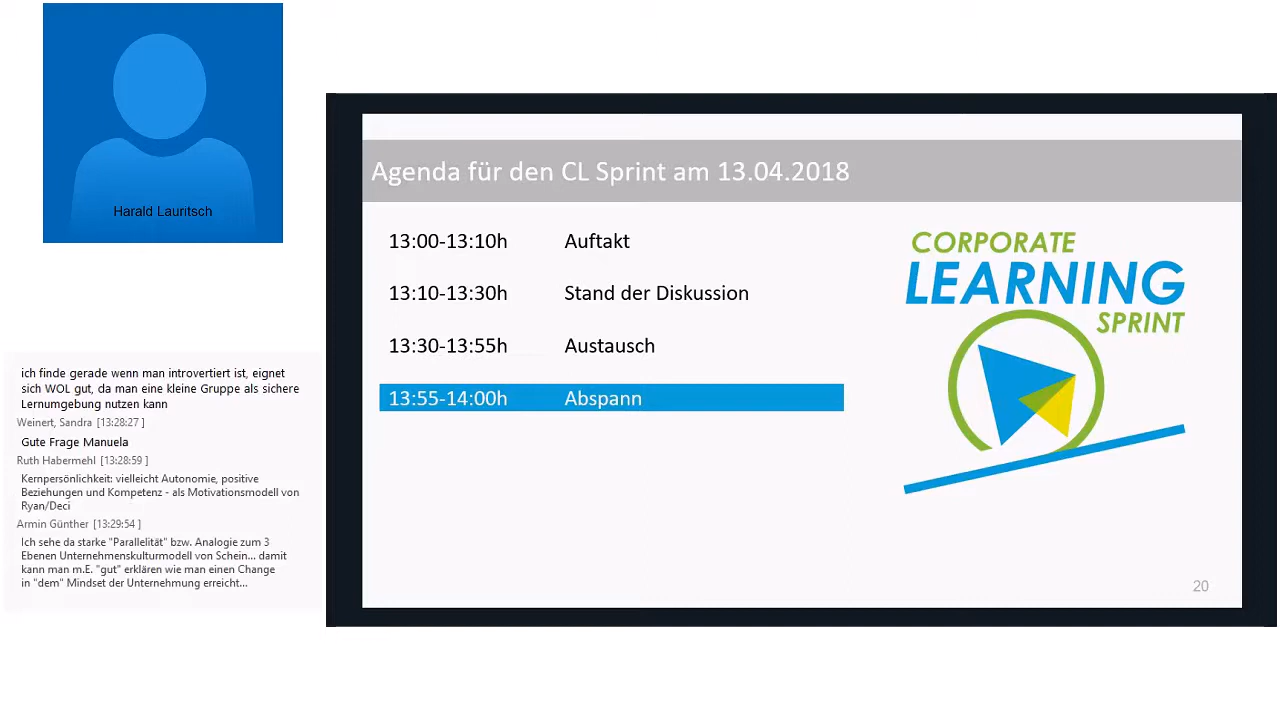 Harald Lauritsch
ich finde gerade wenn man introvertiert ist, eignet
sich WOL gut, da man eine kleine Gruppe als sichere
Lernumgebung nutzen kann
Weinert, Sandra [13:28:27 ]
Gute Frage Manuela
Ruth Habermehl [13:28:59 ]
Kernpersönlichkeit: vielleicht Autonomie, positive
Beziehungen und Kompetenz - als Motivationsmodell von
Ryan/Deci
Armin Günther [13:29:54 ]
Ich sehe da starke "Parallelität" bzw. Analogie zum 3
Ebenen Unternehmenskulturmodell von Schein... damit
kann man m.E. "gut" erklären wie man einen Change
in "dem" Mindset der Unternehmung erreicht...
Agenda für den CL Sprint am 13.04.2018
13:00-13:10h Auftakt
13:10-13:30h Stand der Diskussion
13:30-13:55h Austausch
13:55-14:00h Abspann
CORPORATE
LEARNING
SPRINT
20